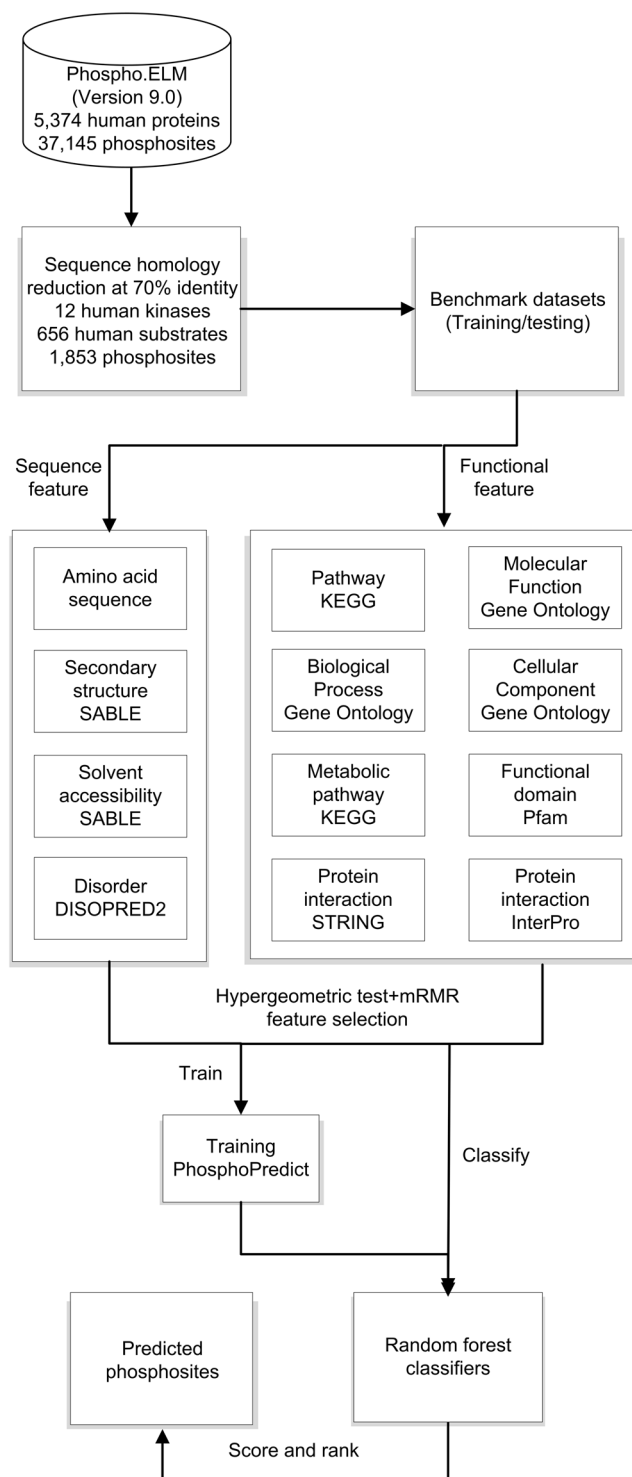 Phospho.ELM
(Version 9.0)
5,374 human proteins
37,145 phosphosites
Sequence homology
reduction at 70% identity
12 human kinases
656 human substrates
1,853 phosphosites
Benchmark datasets
(Training/testing)
Sequence
feature
Functional
feature
Amino acid
sequence
Secondary
structure
SABLE
Solvent
accessibility
SABLE
Disorder
DISOPRED2
Pathway
KEGG
Molecular
Function
Gene Ontology
Biological
Process
Gene Ontology
Cellular
Component
Gene Ontology
Metabolic
pathway
KEGG
Functional
domain
Pfam
Protein
interaction
STRING
Protein
interaction
InterPro
Hypergeometric test+mRMR
feature selection
Train
Training
PhosphoPredict
Classify
Predicted
phosphosites
Random forest
classifiers
Score and rank